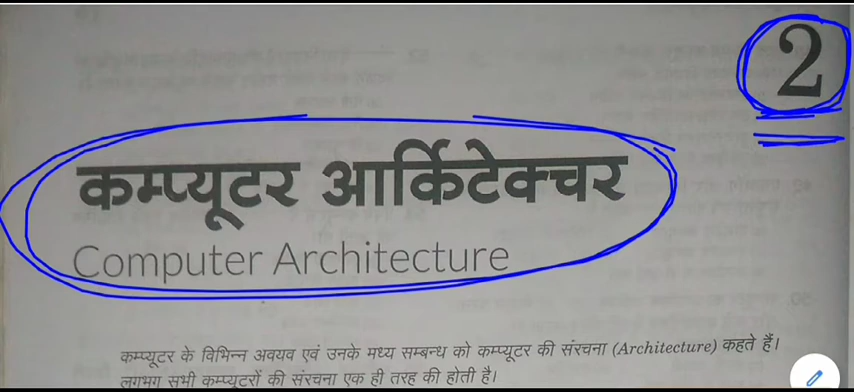 2
कम्प्यूटर आर्किटेक्चर
Computer Architecture
कम्प्यूटर के विभिन्न अवयव एवं उनके मध्य सम्बन्ध को कम्प्यूटर की संरचना (Architecture) कहते हैं।
लगभग सभी कम्प्यूटरों की संरचना एक ही तरह की होती है।